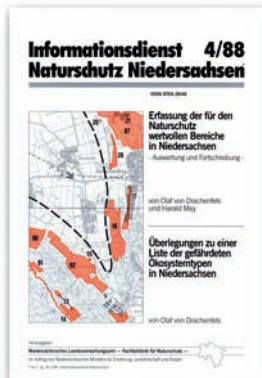 Informationsdienst 4/88
Naturschutz Niedersachsen
Erfassung der für den
Naturschutz
wertvollen Bereiche
in Niedersachsen
- Auswertung und Fortschreibung -
von Olaf von Drachenfels
und Harald Mey
Überlegungen zu einer
Liste der gefährdeten
Ökosystemtypen
in Niedersachsen
von Olaf von Drachenfels
Herausgeber:
Niedersächsisches Landesverwaltungsamt — Fachbehörde für Naturschutz —